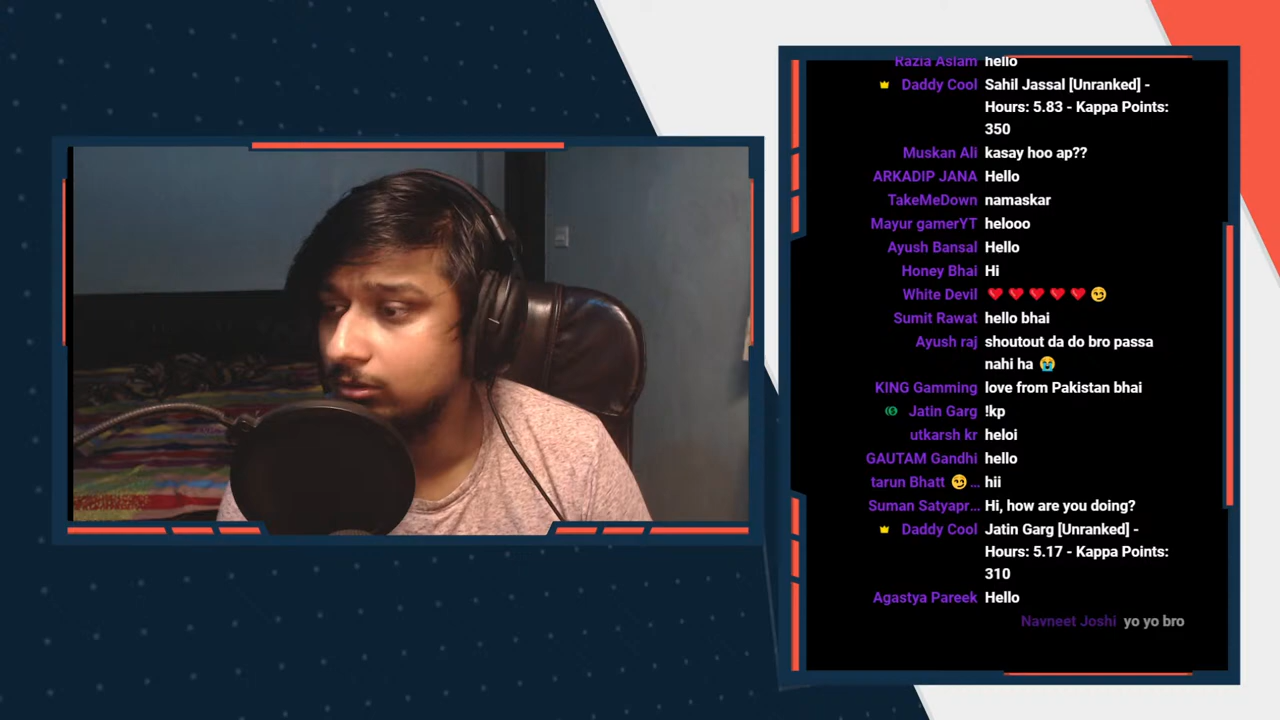 Razia Aslam hello
Daddy Cool Sahil Jassal [Unranked] -
Hours: 5.83 - Kappa Points:
350
Muskan Ali kasay hoo ap??
ARKADIP JANA Hello
TakeMeDown namaskar
Mayur gamerYT helooo
Ayush Bansal Hello
Honey Bhai Hi
White Devil ❤️❤️❤️❤️❤️😏
Sumit Rawat hello bhai
Ayush raj shoutout da do bro passa
nahi ha 😭
KING Gamming love from Pakistan bhai
Jatin Garg !kp
utkarsh kr heloi
GAUTAM Gandhi hello
tarun Bhatt 😏... hii
Suman Satyapr... Hi, how are you doing?
Daddy Cool Jatin Garg [Unranked] -
Hours: 5.17 - Kappa Points:
310
Agastya Pareek Hello
Navneet Joshi yo yo bro